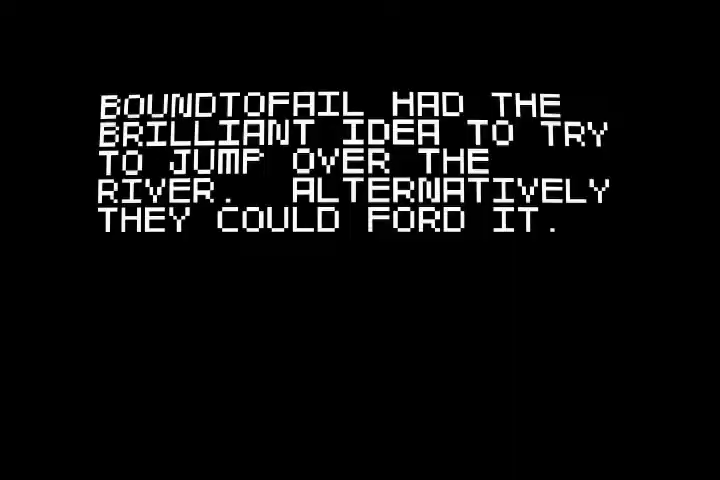 BOUNDTOFAIL HAD THE
BRILLIANT IDEA TO TRY
TO JUMP OVER THE
RIVER.  ALTERNATIVELY
THEY COULD FORD IT.